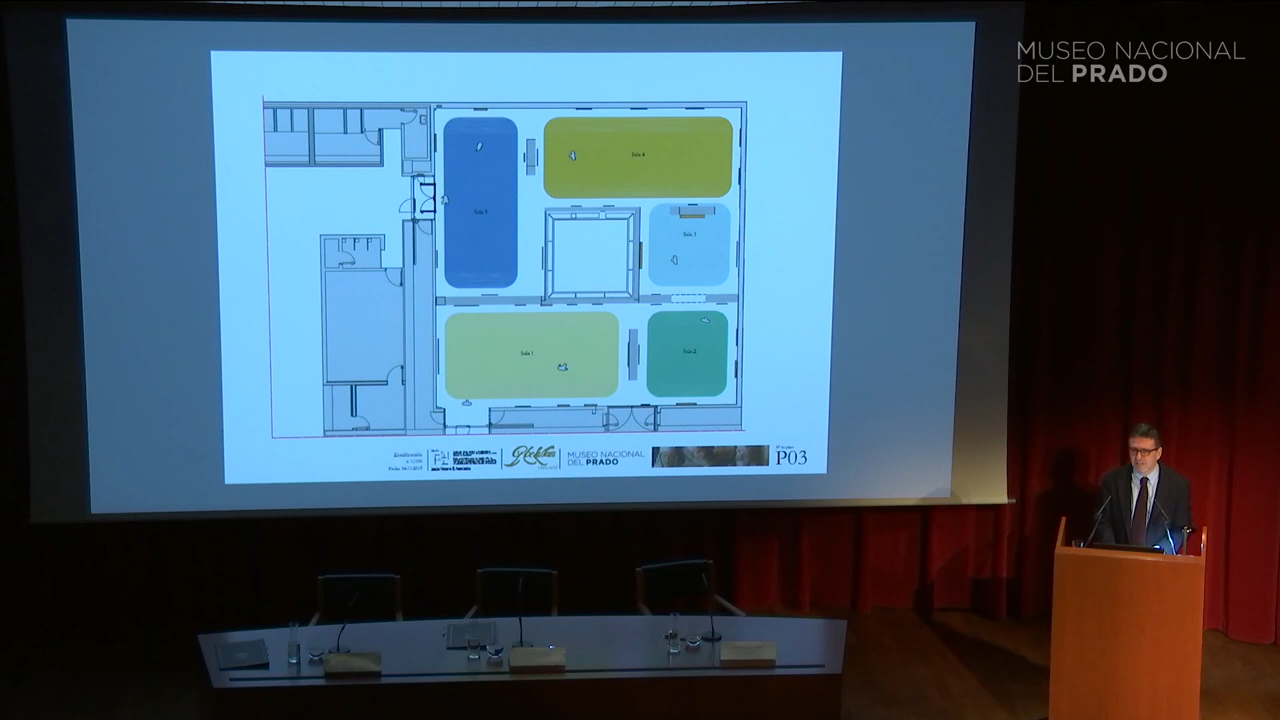 MUSEO NACIONAL
DEL PRADO
Sala 4
Sala 5
Sala 3
Sala 1
Sala 2
MUSEO NACIONAL
DEL PRADO
P03